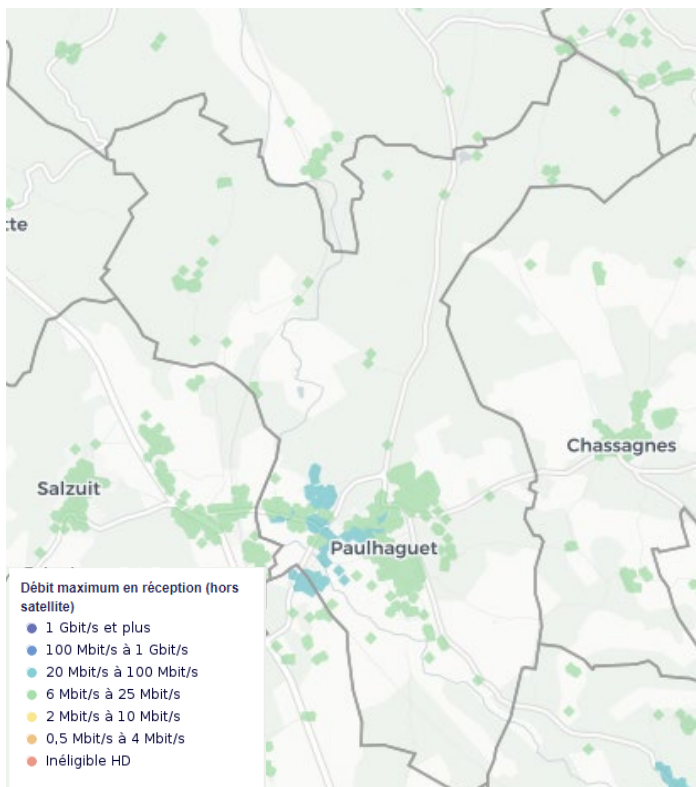 tte
Chassagnes
Salzuit
Paulhaguet
Débit maximum en réception (hors
satellite)
1 Gbit/s et plus
100 Mbit/s à 1 Gbit/s
20 Mbit/s à 100 Mbit/s
6 Mbit/s à 25 Mbit/s
2 Mbit/s à 10 Mbit/s
0,5 Mbit/s à 4 Mbit/s
Inéligible HD